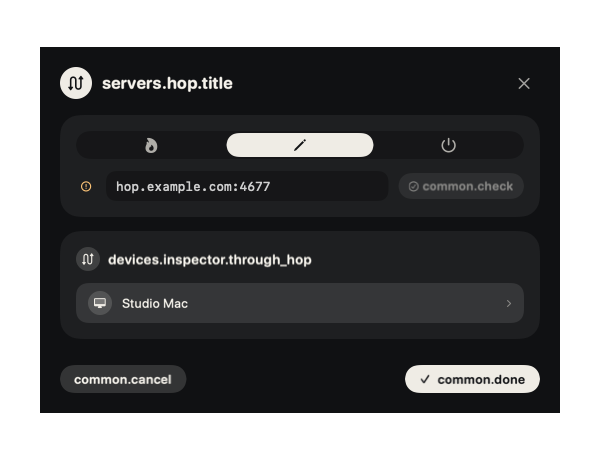 servers.hop.title
hop.example.com:4677
common.check
devices.inspector.through_hop
Studio Mac
common.cancel
common.done